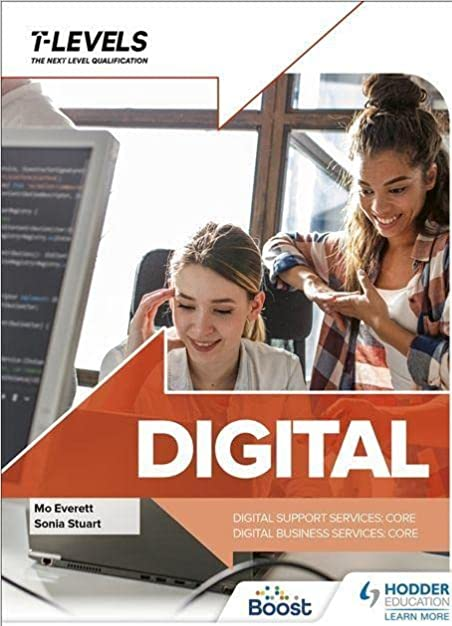 T-LEVELS
THE NEXT LEVEL QUALIFICATION
DIGITAL
Mo Everett
Sonia Stuart
DIGITAL SUPPORT SERVICES: CORE
DIGITAL BUSINESS SERVICES: CORE
Boost
HODDER
EDUCATION
LEARN MORE